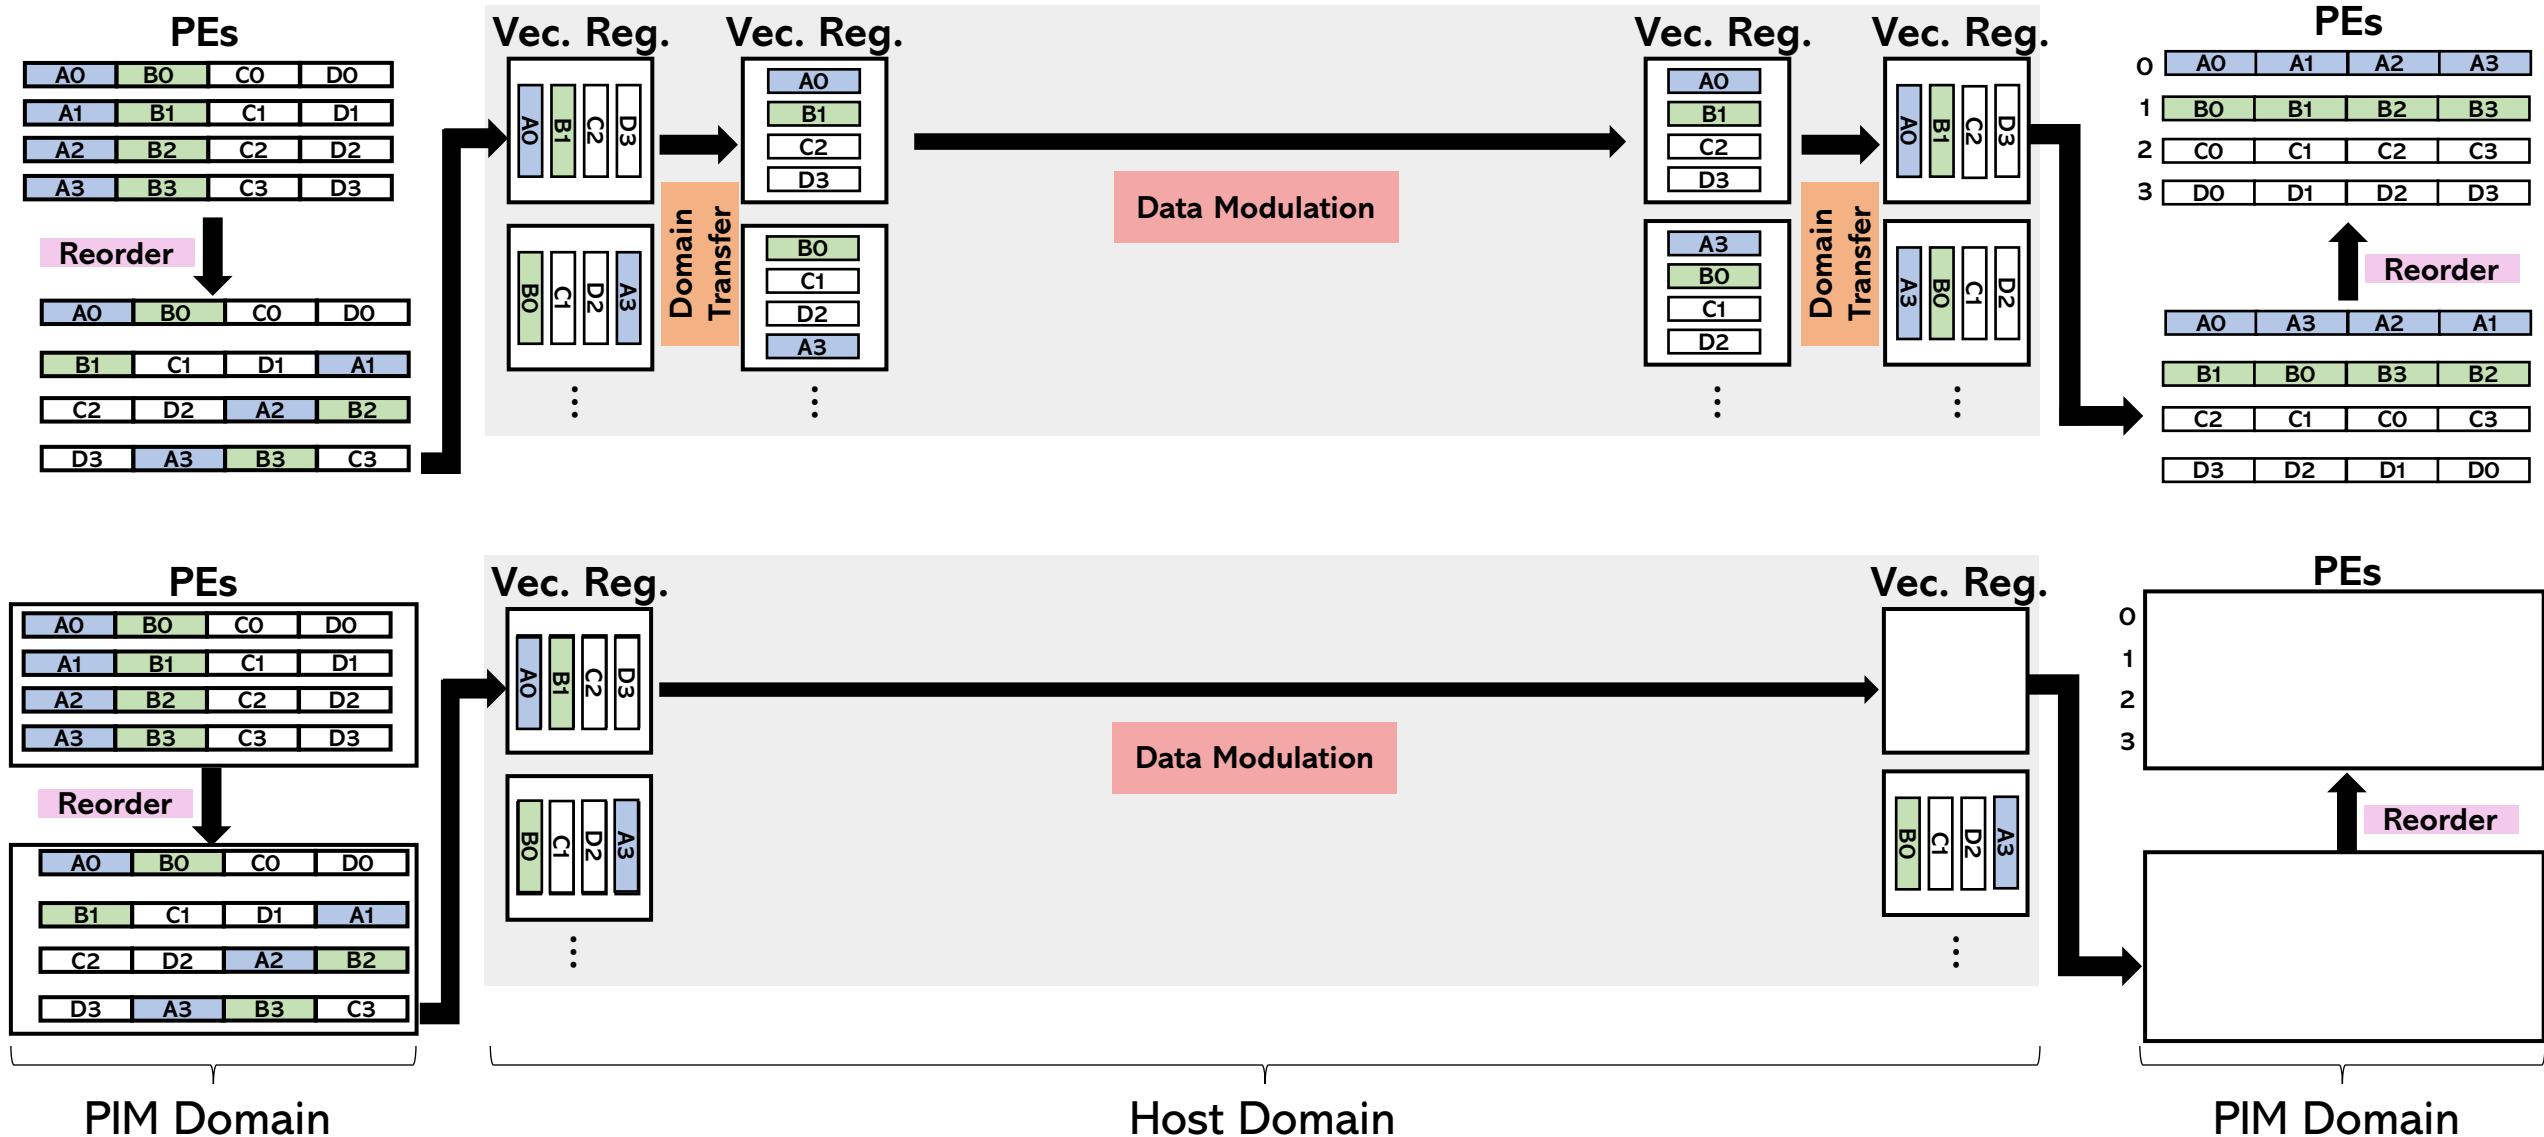 PEs
A0 B0 C0 D0
A1 B1 C1 D1
A2 B2 C2 D2
A3 B3 C3 D3
Reorder
A0 B0 C0 D0
B1 C1 D1 A1
C2 D2 A2 B2
D3 A3 B3 C3
Vec. Reg.
A0 B1 C2 D3
B0 C1 D2 A3
⋮
Domain
Transfer
Vec. Reg.
A0
B1
C2
D3
B0
C1
D2
A3
⋮
Data Modulation
Vec. Reg.
A0
B1
C2
D3
A3
B0
C1
D2
⋮
Domain
Transfer
Vec. Reg.
A0 B1 C2 D3
A3 B0 C1 D2
⋮
PEs
0 A0 A1 A2 A3
1 B0 B1 B2 B3
2 C0 C1 C2 C3
3 D0 D1 D2 D3
Reorder
A0 A3 A2 A1
B1 B0 B3 B2
C2 C1 C0 C3
D3 D2 D1 D0
PEs
A0 B0 C0 D0
A1 B1 C1 D1
A2 B2 C2 D2
A3 B3 C3 D3
Reorder
A0 B0 C0 D0
B1 C1 D1 A1
C2 D2 A2 B2
D3 A3 B3 C3
Vec. Reg.
A0 B1 C2 D3
B0 C1 D2 A3
⋮
Data Modulation
Vec. Reg.
B0 C1 D2 A3
⋮
PEs
0
1
2
3
Reorder
PIM Domain
Host Domain
PIM Domain